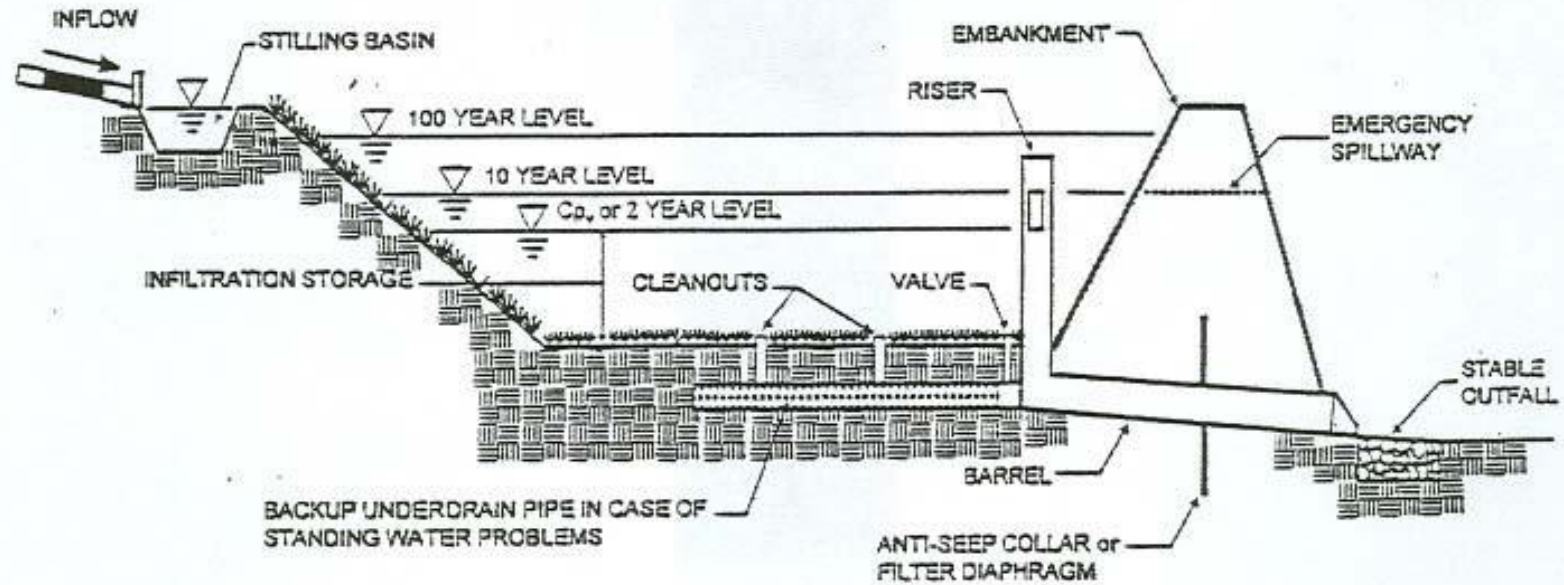 INFLOW
STILLING BASIN
EMBANKMENT
RISER
100 YEAR LEVEL
EMERGENCY
SPILLWAY
10 YEAR LEVEL
Cpᵥ or 2 YEAR LEVEL
INFILTRATION STORAGE
CLEANOUTS
VALVE
STABLE
OUTFALL
BARREL
BACKUP UNDERDRAIN PIPE IN CASE OF
STANDING WATER PROBLEMS
ANTI-SEEP COLLAR or
FILTER DIAPHRAGM